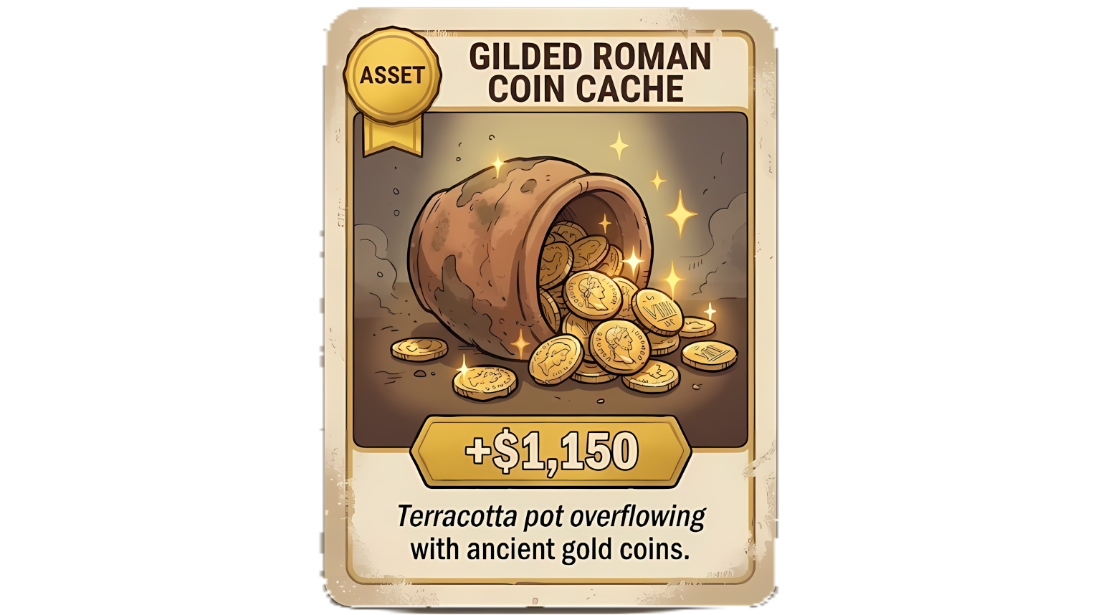 ASSET
GILDED ROMAN
COIN CACHE
+$1,150
Terracotta pot overflowing
with ancient gold coins.